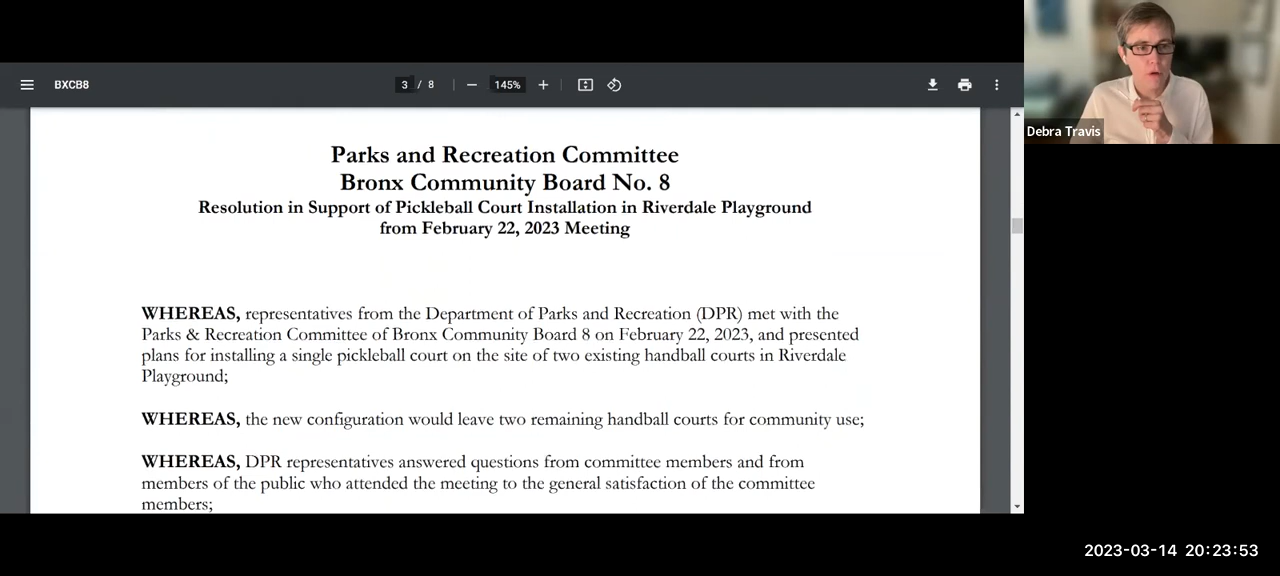 BXCB8
3 / 8
145%
Debra Travis
Parks and Recreation Committee
Bronx Community Board No. 8
Resolution in Support of Pickleball Court Installation in Riverdale Playground
from February 22, 2023 Meeting
WHEREAS, representatives from the Department of Parks and Recreation (DPR) met with the
Parks & Recreation Committee of Bronx Community Board 8 on February 22, 2023, and presented
plans for installing a single pickleball court on the site of two existing handball courts in Riverdale
Playground;
WHEREAS, the new configuration would leave two remaining handball courts for community use;
WHEREAS, DPR representatives answered questions from committee members and from
members of the public who attended the meeting to the general satisfaction of the committee
members;
2023-03-14 20:23:53